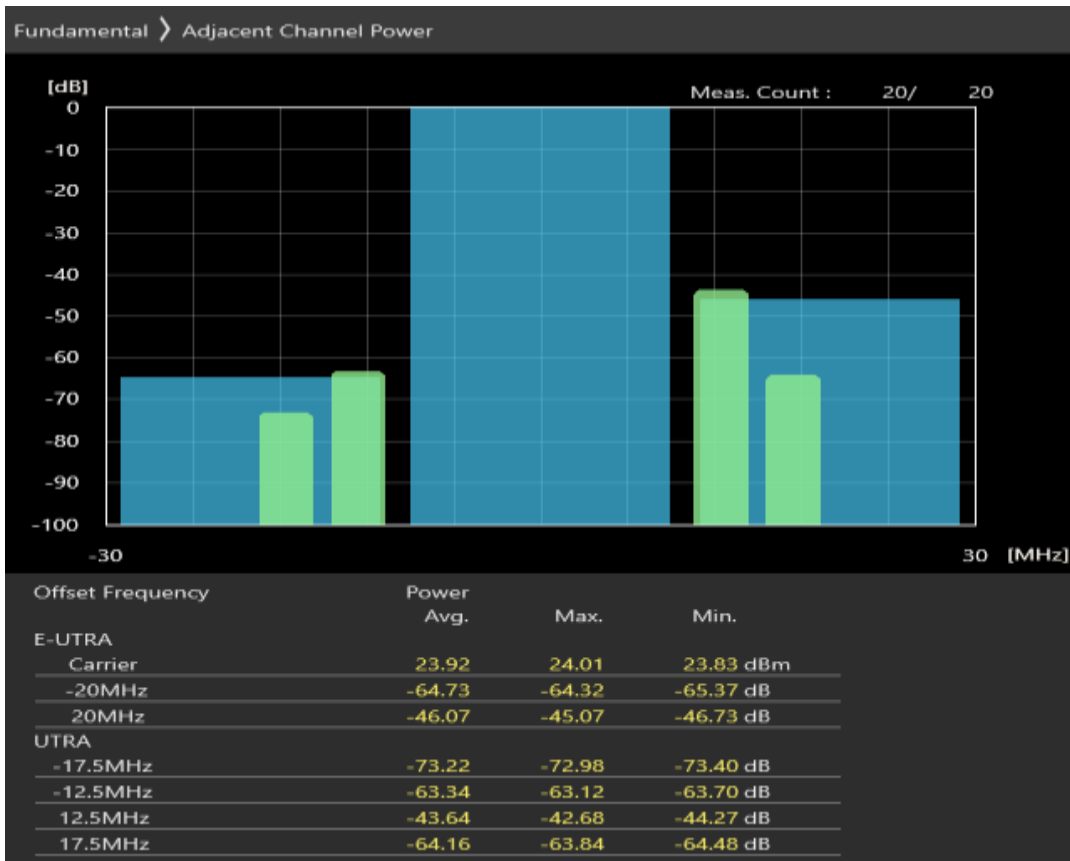 Fundamental ❭ Adjacent Channel Power
[dB]
Meas. Count : 20/ 20
0
-10
-20
-30
-40
-50
-60
-70
-80
-90
-100
-30 30 [MHz]
Offset Frequency Power
Avg. Max. Min.
E-UTRA
Carrier 23.92 24.01 23.83 dBm
-20MHz -64.73 -64.32 -65.37 dB
20MHz -46.07 -45.07 -46.73 dB
UTRA
-17.5MHz -73.22 -72.98 -73.40 dB
-12.5MHz -63.34 -63.12 -63.70 dB
12.5MHz -43.64 -42.68 -44.27 dB
17.5MHz -64.16 -63.84 -64.48 dB